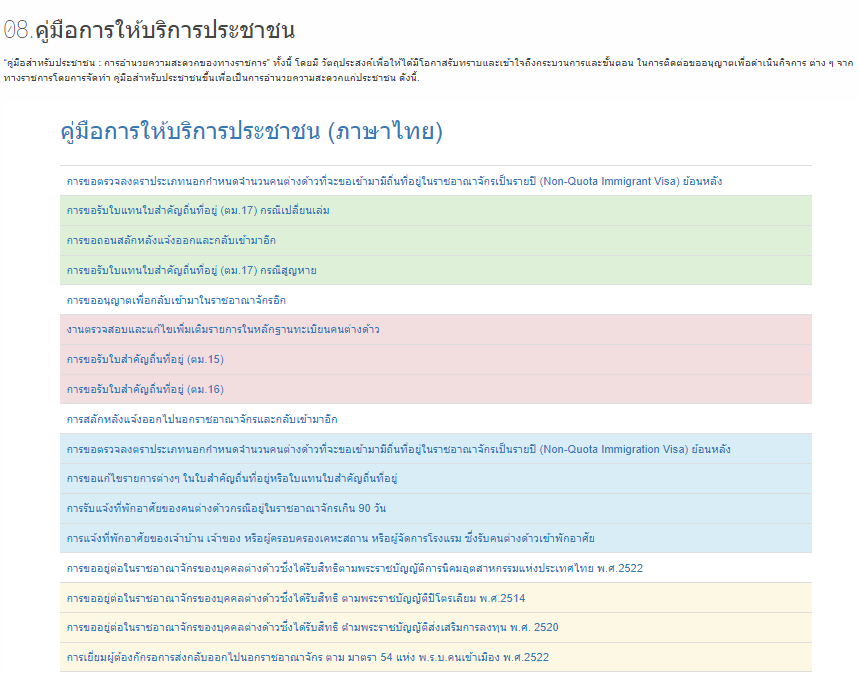 08.คู่มือการให้บริการประชาชน
"คู่มือสำหรับประชาชน : การอำนวยความสะดวกของทางราชการ" ทั้งนี้ โดยมี วัตถุประสงค์เพื่อให้ได้มีโอกาสรับทราบและเข้าใจถึงกระบวนการและขั้นตอน ในการติดต่อขออนุญาตเพื่อดำเนินกิจการ ต่าง ๆ จาก
ทางราชการโดยการจัดทำ คู่มือสำหรับประชาชนขึ้นเพื่อเป็นการอำนวยความสะดวกแก่ประชาชน ดังนี้.
คู่มือการให้บริการประชาชน (ภาษาไทย)
การขอตรวจลงตราประเภทนอกกำหนดจำนวนคนต่างด้าวที่จะขอเข้ามามีถิ่นที่อยู่ในราชอาณาจักรเป็นรายปี (Non-Quota Immigrant Visa) ย้อนหลัง
การขอรับใบแทนใบสำคัญถิ่นที่อยู่ (ตม.17) กรณีเปลี่ยนเล่ม
การขอถอนสลักหลังแจ้งออกและกลับเข้ามาอีก
การขอรับใบแทนใบสำคัญถิ่นที่อยู่ (ตม.17) กรณีสูญหาย
การขออนุญาตเพื่อกลับเข้ามาในราชอาณาจักรอีก
งานตรวจสอบและแก้ไขเพิ่มเติมรายการในหลักฐานทะเบียนคนต่างด้าว
การขอรับใบสำคัญถิ่นที่อยู่ (ตม.15)
การขอรับใบสำคัญถิ่นที่อยู่ (ตม.16)
การสลักหลังแจ้งออกไปนอกราชอาณาจักรและกลับเข้ามาอีก
การขอตรวจลงตราประเภทนอกกำหนดจำนวนคนต่างด้าวที่จะขอเข้ามามีถิ่นที่อยู่ในราชอาณาจักรเป็นรายปี (Non-Quota Immigration Visa) ย้อนหลัง
การขอแก้ไขรายการต่างๆ ในใบสำคัญถิ่นที่อยู่หรือใบแทนใบสำคัญถิ่นที่อยู่
การรับแจ้งที่พักอาศัยของคนต่างด้าวกรณีอยู่ในราชอาณาจักรเกิน 90 วัน
การแจ้งที่พักอาศัยของเจ้าบ้าน เจ้าของ หรือผู้ครอบครองเคหะสถาน หรือผู้จัดการโรงแรม ซึ่งรับคนต่างด้าวเข้าพักอาศัย
การขออยู่ต่อในราชอาณาจักรของบุคคลต่างด้าวซึ่งได้รับสิทธิตามพระราชบัญญัติการนิคมอุตสาหกรรมแห่งประเทศไทย พ.ศ.2522
การขออยู่ต่อในราชอาณาจักรของบุคคลต่างด้าวซึ่งได้รับสิทธิ ตามพระราชบัญญัติปิโตรเลียม พ.ศ.2514
การขออยู่ต่อในราชอาณาจักรของบุคคลต่างด้าวซึ่งได้รับสิทธิ ตำมพระราชบัญญัติส่งเสริมการลงทุน พ.ศ. 2520
การเยี่ยมผู้ต้องกักรอการส่งกลับออกไปนอกราชอาณาจักร ตาม มาตรา 54 แห่ง พ.ร.บ.คนเข้าเมือง พ.ศ.2522